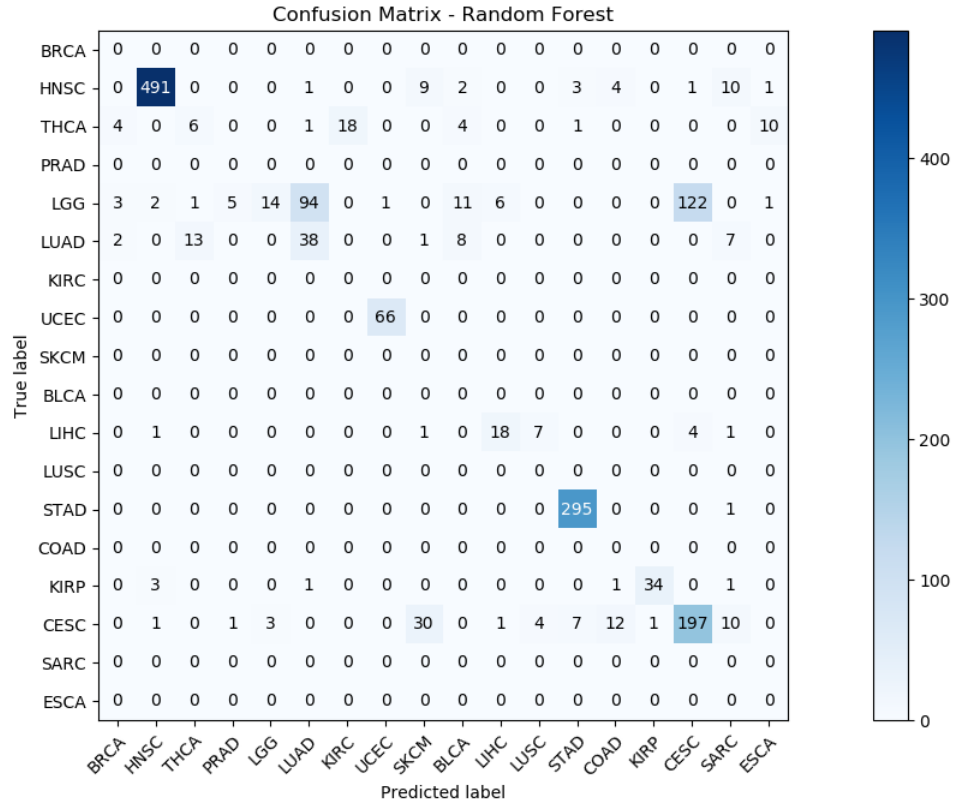 Confusion Matrix - Random Forest
BRCA 0 0 0 0 0 0 0 0 0 0 0 0 0 0 0 0 0 0
HNSC 0 491 0 0 0 1 0 0 9 2 0 0 3 4 0 1 10 1
THCA 4 0 6 0 0 1 18 0 0 4 0 0 1 0 0 0 0 10
PRAD 0 0 0 0 0 0 0 0 0 0 0 0 0 0 0 0 0 0
LGG 3 2 1 5 14 94 0 1 0 11 6 0 0 0 0 122 0 1
LUAD 2 0 13 0 0 38 0 0 1 8 0 0 0 0 0 0 7 0
KIRC 0 0 0 0 0 0 0 0 0 0 0 0 0 0 0 0 0 0
UCEC 0 0 0 0 0 0 0 66 0 0 0 0 0 0 0 0 0 0
SKCM 0 0 0 0 0 0 0 0 0 0 0 0 0 0 0 0 0 0
BLCA 0 0 0 0 0 0 0 0 0 0 0 0 0 0 0 0 0 0
LIHC 0 1 0 0 0 0 0 0 1 0 18 7 0 0 0 4 1 0
LUSC 0 0 0 0 0 0 0 0 0 0 0 0 0 0 0 0 0 0
STAD 0 0 0 0 0 0 0 0 0 0 0 0 295 0 0 0 1 0
COAD 0 0 0 0 0 0 0 0 0 0 0 0 0 0 0 0 0 0
KIRP 0 3 0 0 0 1 0 0 0 0 0 0 0 1 34 0 1 0
CESC 0 1 0 1 3 0 0 0 30 0 1 4 7 12 1 197 10 0
SARC 0 0 0 0 0 0 0 0 0 0 0 0 0 0 0 0 0 0
ESCA 0 0 0 0 0 0 0 0 0 0 0 0 0 0 0 0 0 0
BRCA HNSC THCA PRAD LGG LUAD KIRC UCEC SKCM BLCA LIHC LUSC STAD COAD KIRP CESC SARC ESCA
Predicted label
True label
400
300
200
100
0